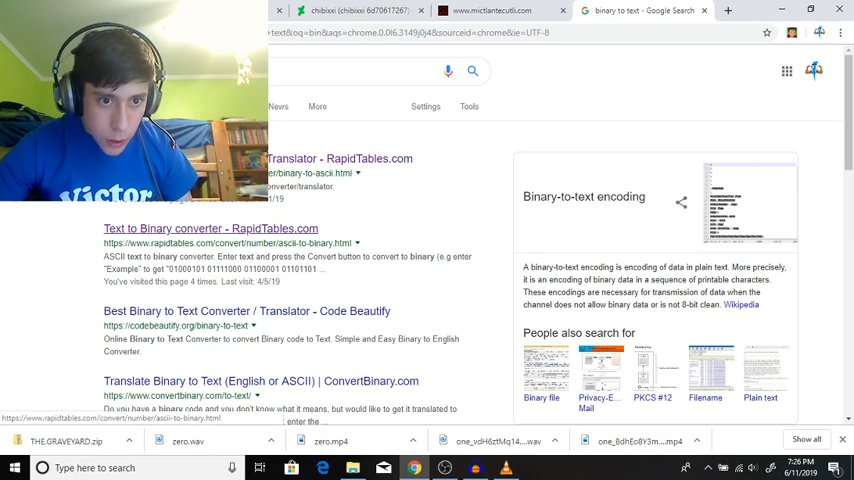 chibixxi (chibixxi 6d70617267)
www.mictlantecutli.com
binary to text - Google Search
text&oq=bin&aqs=chrome.0.0l6.3149j0j4&sourceid=chrome&ie=UTF-8
News
More
Settings
Tools
Victor
Translator - RapidTables.com
er/binary-to-ascii.html
onverter/translator.
1/19
Text to Binary converter - RapidTables.com
https://www.rapidtables.com/convert/number/ascii-to-binary.html
ASCII text to binary converter. Enter text and press the Convert button to convert to binary (e.g enter
"Example" to get "01000101 01111000 01100001 01101101 ...
You've visited this page 4 times. Last visit: 4/5/19
Best Binary to Text Converter / Translator - Code Beautify
https://codebeautify.org/binary-to-text
Online Binary to Text Converter to convert Binary code to Text. Simple and Easy Binary to English
Converter.
Translate Binary to Text (English or ASCII) | ConvertBinary.com
https://www.convertbinary.com/to-text/
Do you have a binary code and you don't know what it means, but would like to get it translated to
: enter the ...
https://www.rapidtables.com/convert/number/ascii-to-binary.html
Binary-to-text encoding
A binary-to-text encoding is encoding of data in plain text. More precisely,
it is an encoding of binary data in a sequence of printable characters.
These encodings are necessary for transmission of data when the
channel does not allow binary data or is not 8-bit clean. Wikipedia
People also search for
Binary file
Privacy-E...
Mail
PKCS #12
Filename
Plain text
THE.GRAVEYARD.zip
zero.wav
zero.mp4
one_vdH6ztMq14....wav
one_8dhEo8Y3m....mp4
Show all
Type here to search
7:26 PM
6/11/2019